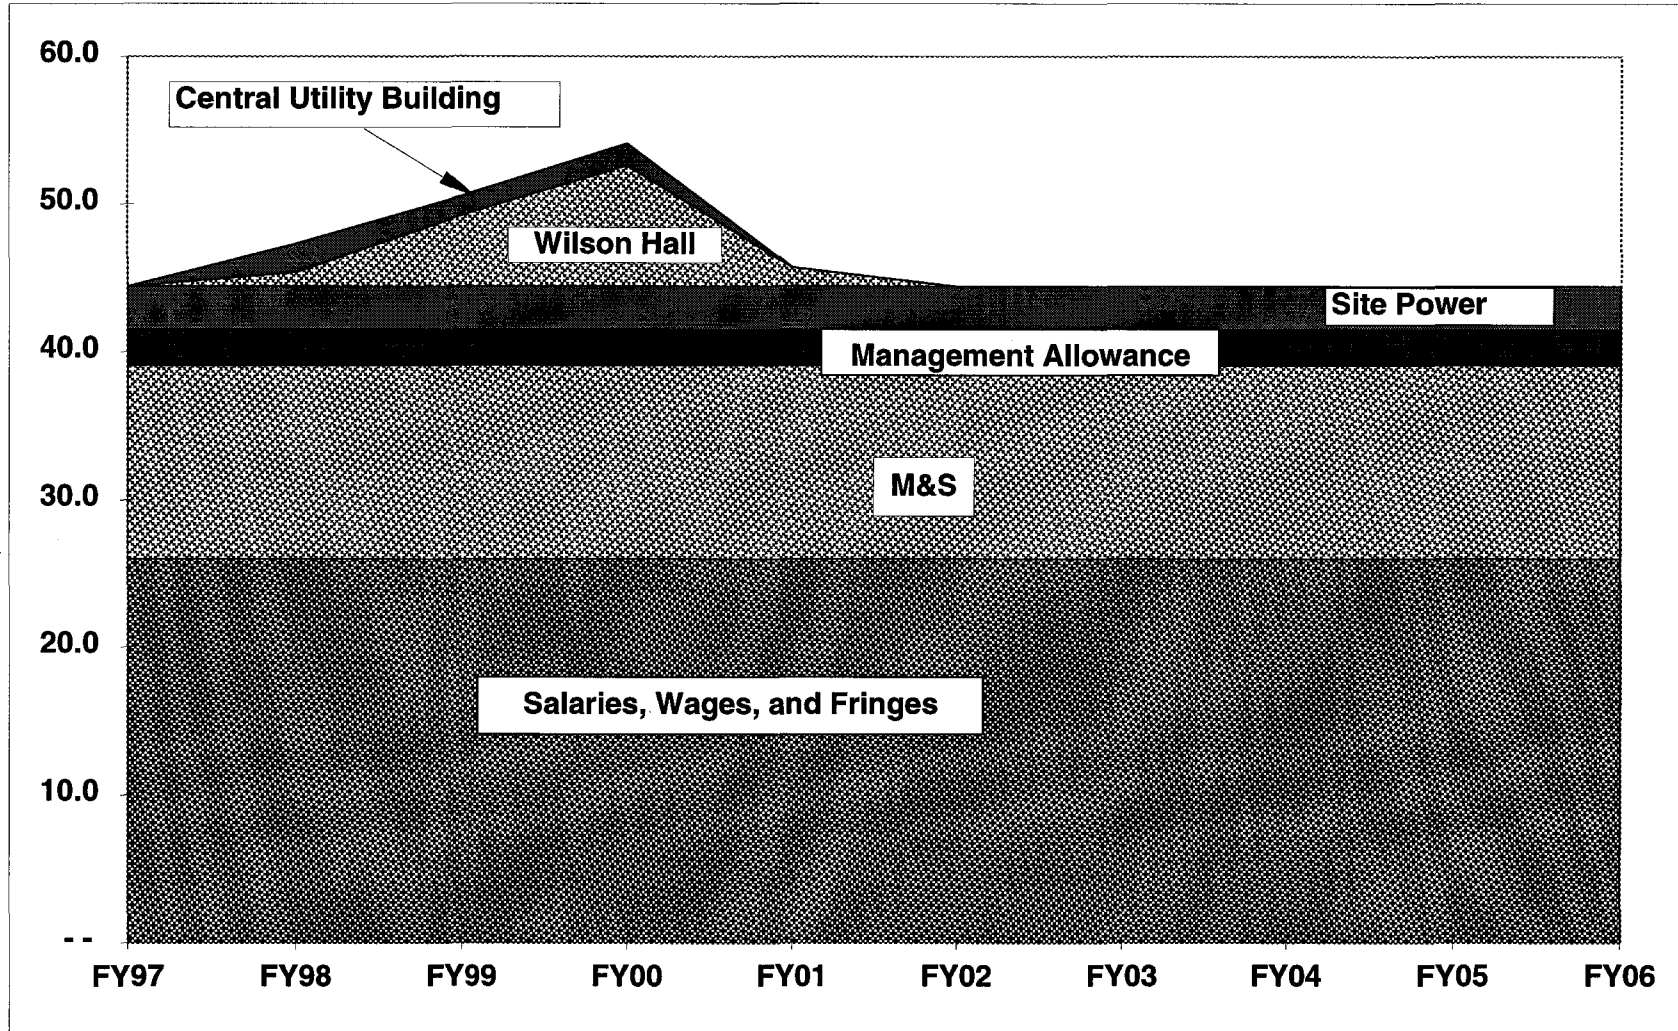 60.0
Central Utility Building
50.0
Wilson Hall
Site Power
40.0
Management Allowance
30.0
M&S
20.0
Salaries, Wages, and Fringes
10.0
--
FY97 FY98 FY99 FY00 FY01 FY02 FY03 FY04 FY05 FY06